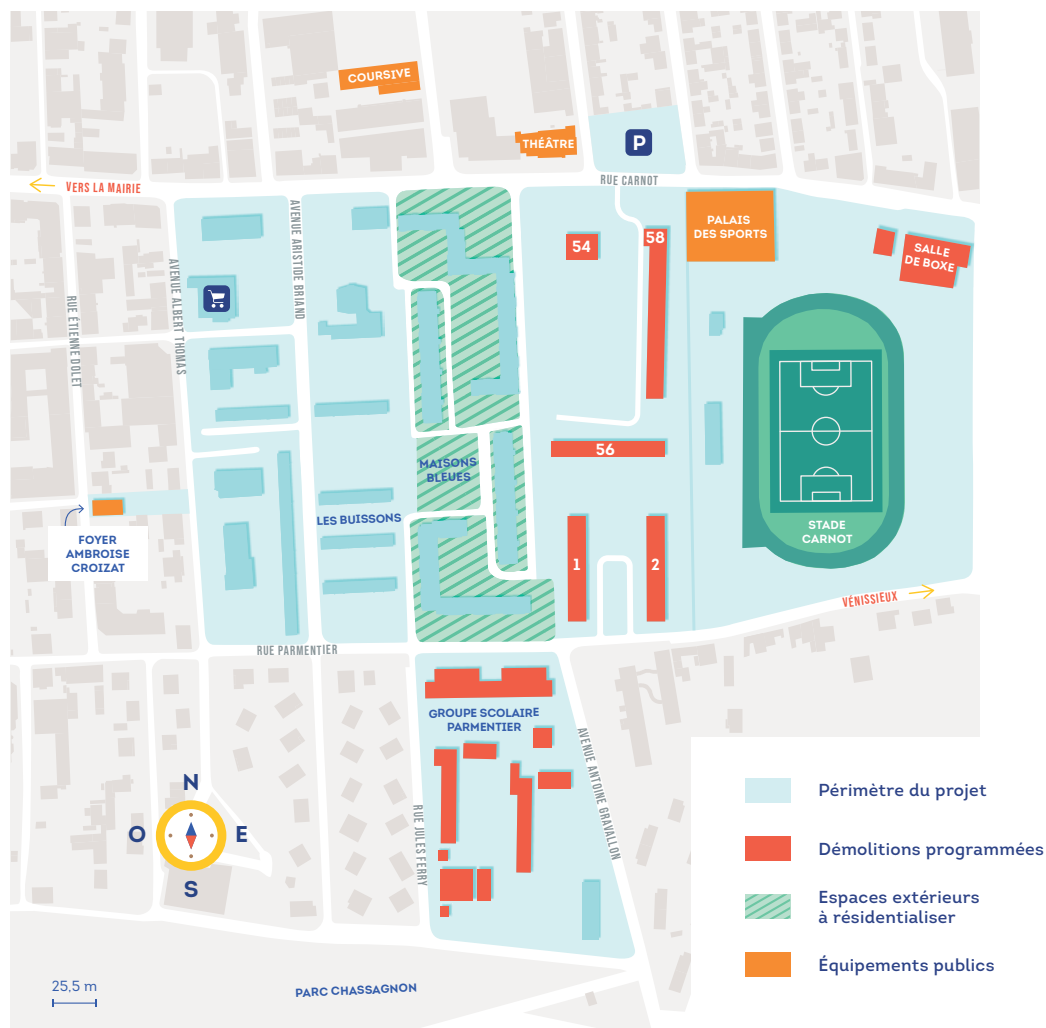 COURSIVE
THÉÂTRE
P
RUE CARNOT
VERS LA MAIRIE
AVENUE ARISTIDE BRIAND
PALAIS
DES SPORTS
54
58
SALLE
DE BOXE
AVENUE ALBERT THOMAS
RUE ÉTIENNE DOLET
56
MAISONS
BLEUES
LES BUISSONS
STADE
CARNOT
FOYER
AMBROISE
CROIZAT
1
2
VÉNISSIEUX
RUE PARMENTIER
GROUPE SCOLAIRE
PARMENTIER
AVENUE ANTOINE GRAVALLON
RUE JULES FERRY
N
O
E
S
Périmètre du projet
Démolitions programmées
Espaces extérieurs
à résidentialiser
Équipements publics
25,5 m
PARC CHASSAGNON